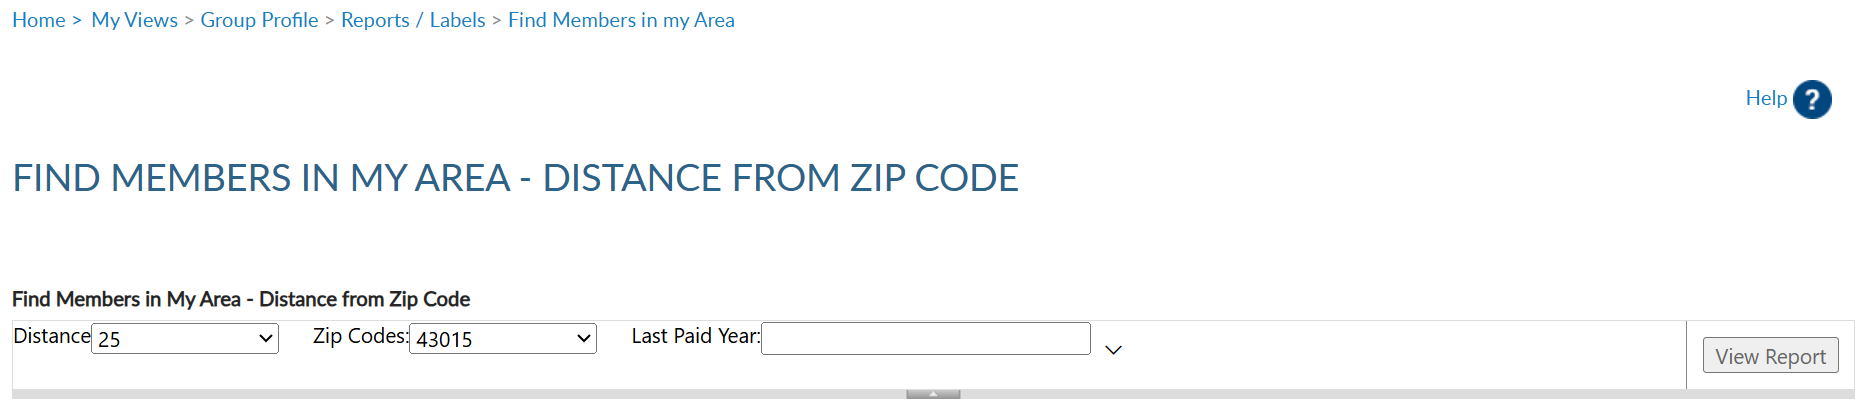 Home > My Views > Group Profile > Reports / Labels > Find Members in my Area
Help ?
FIND MEMBERS IN MY AREA - DISTANCE FROM ZIP CODE
Find Members in My Area - Distance from Zip Code
Distance 25 Zip Codes: 43015 Last Paid Year:
View Report